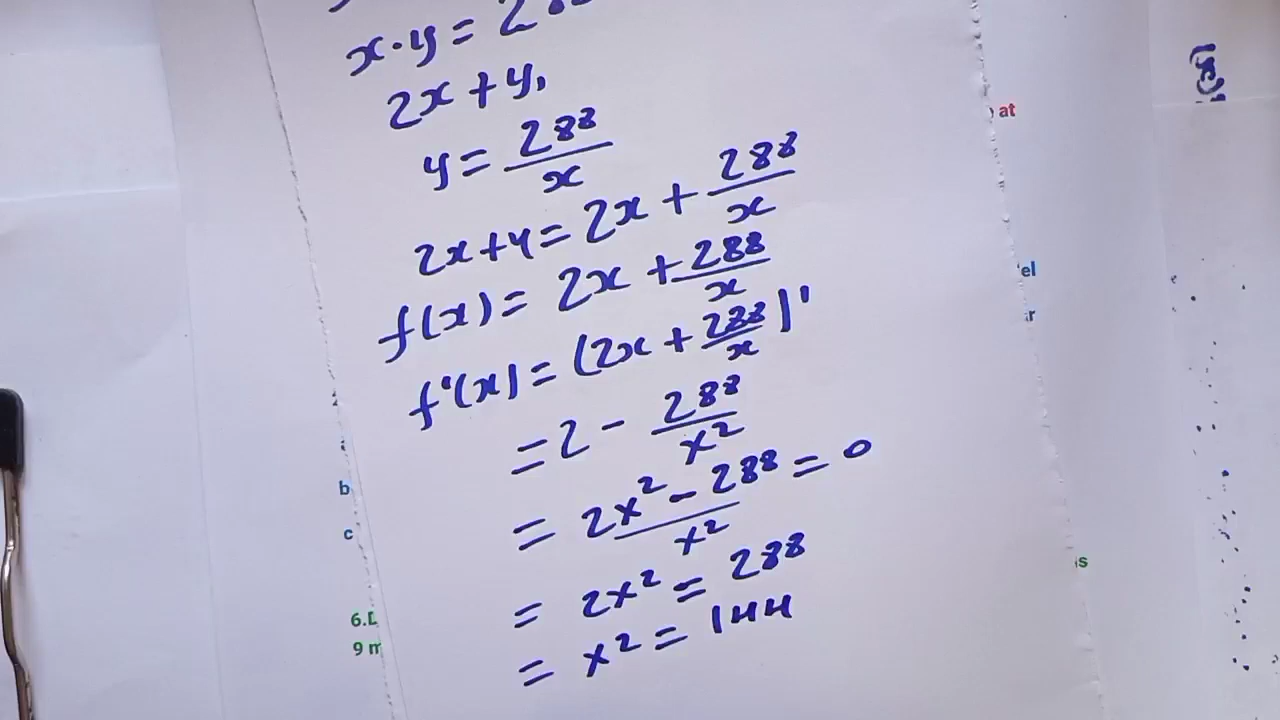 x·y = 288
2x + y,
y = 288/x
2x+y = 2x + 288/x
f(x) = 2x + 288/x
f'(x) = (2x + 288/x)'
= 2 - 288/x²
= 2x² - 288/x² = 0
= 2x² = 288
= x² = 144
at
el
b
c
6.
9 m
s